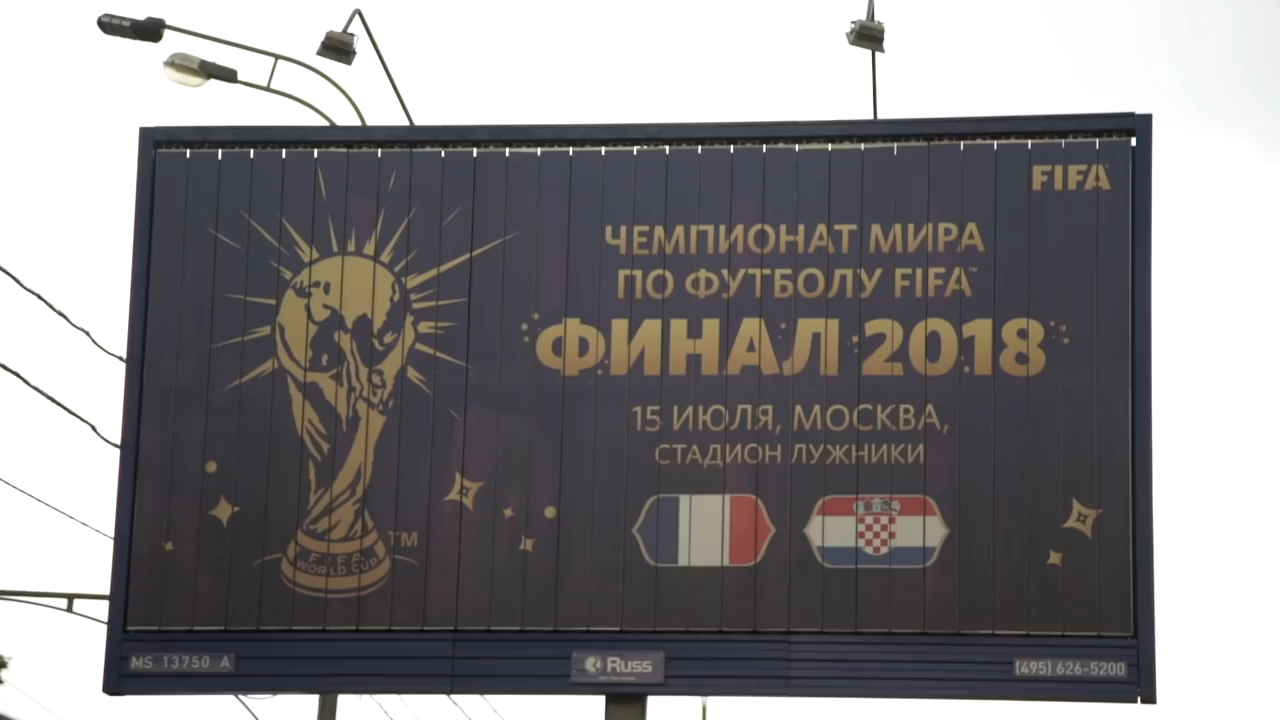 FIFA
ЧЕМПИОНАТ МИРА
ПО ФУТБОЛУ FIFA™
ФИНАЛ 2018
15 ИЮЛЯ, МОСКВА,
СТАДИОН ЛУЖНИКИ
TM
FIFA
WORLD CUP
MS 13750 A
Russ
(495) 626-5200